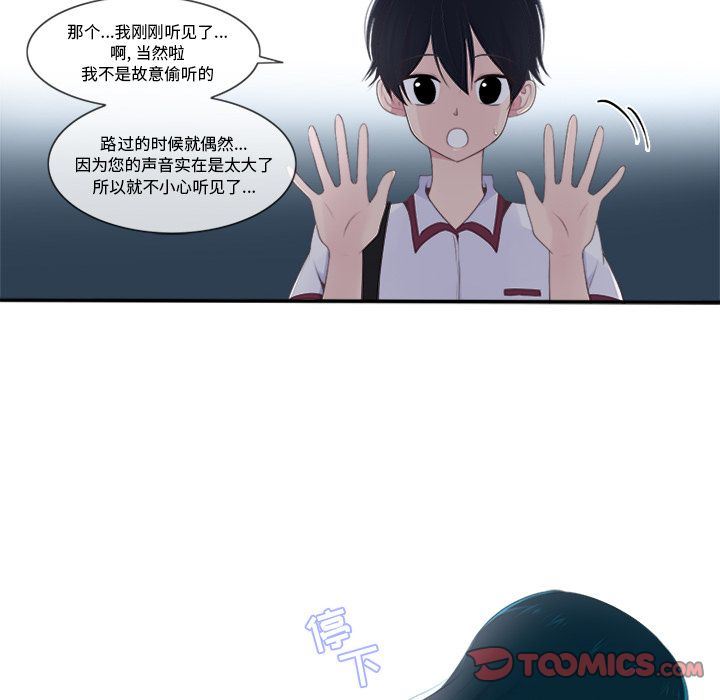 那个...我刚刚听见了...
啊, 当然啦
我不是故意偷听的
路过的时候就偶然...
因为您的声音实在是太大了
所以就不小心听见了...
停下
TOOMICS.COM